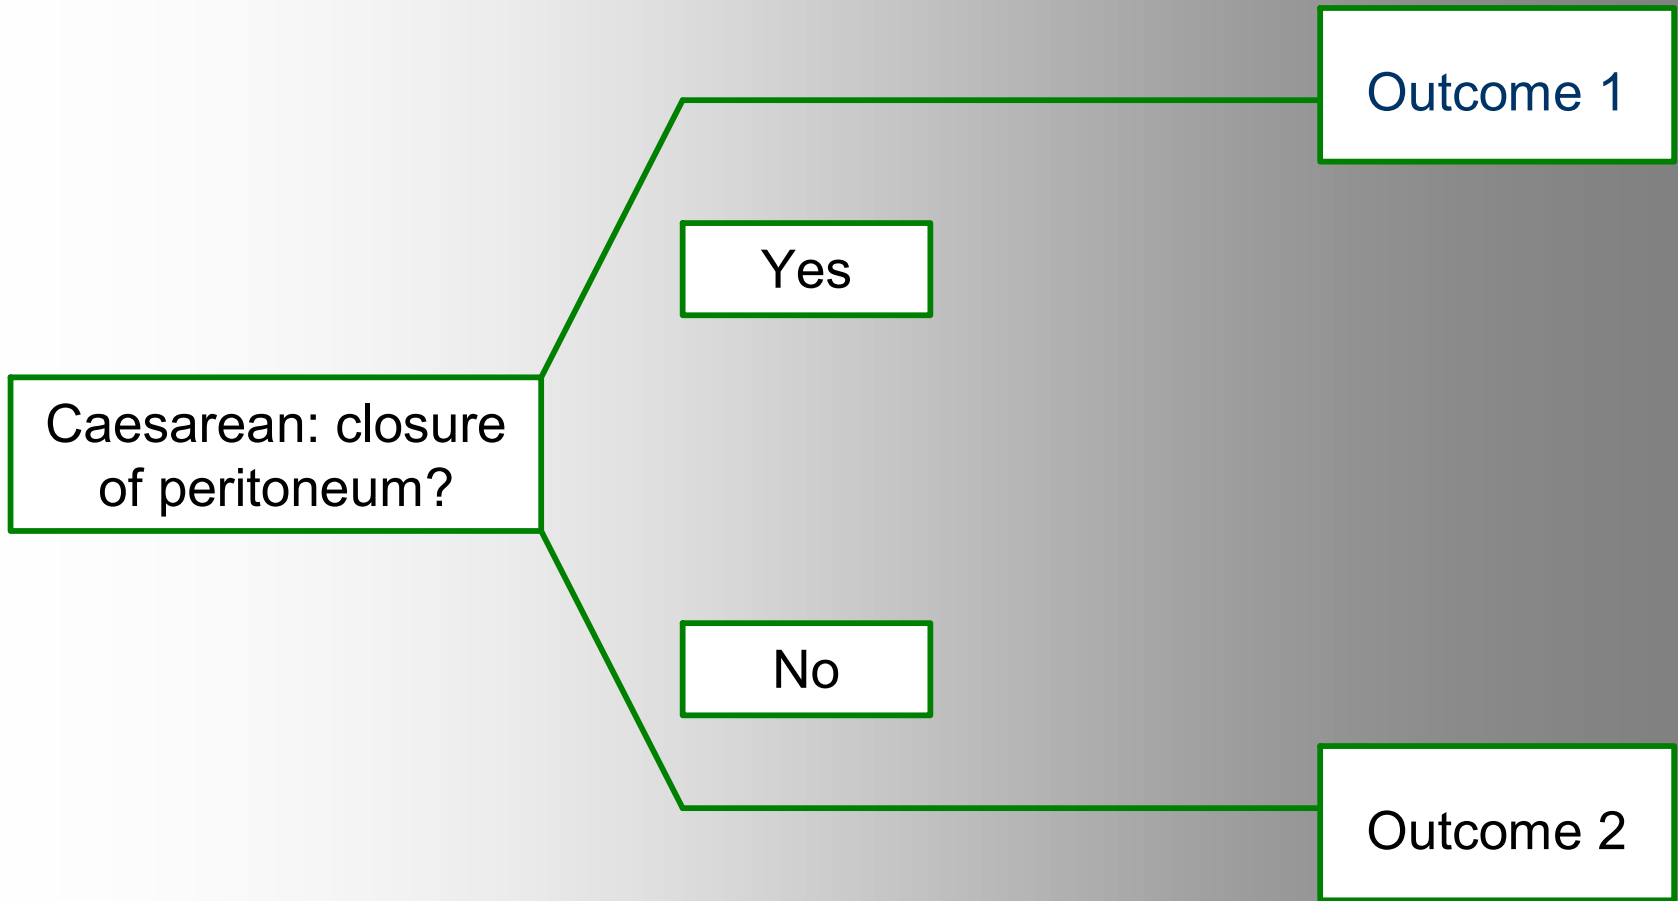 Outcome 1
Yes
Caesarean: closure
of peritoneum?
No
Outcome 2